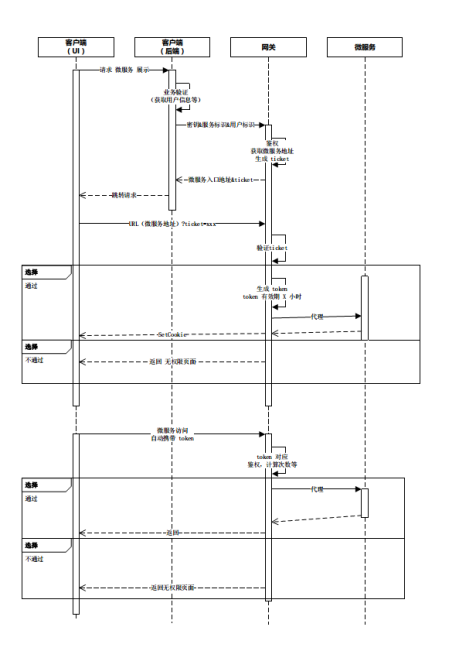 客户端
（UI）
客户端
（后端）
网关
微服务
请求 微服务 展示
业务验证
（获取用户信息等）
密钥&服务标识&用户标识
鉴权
获取微服务地址
生成 ticket
微服务入口地址&ticket
跳转请求
URL（微服务地址）?ticket=xxx
验证ticket
选择
通过
生成 token
token 有效期 X 小时
代理
SetCookie
选择
不通过
返回 无权限页面
微服务访问
自动携带 token
token 对应
鉴权，计算次数等
选择
通过
代理
返回
选择
不通过
返回无权限页面